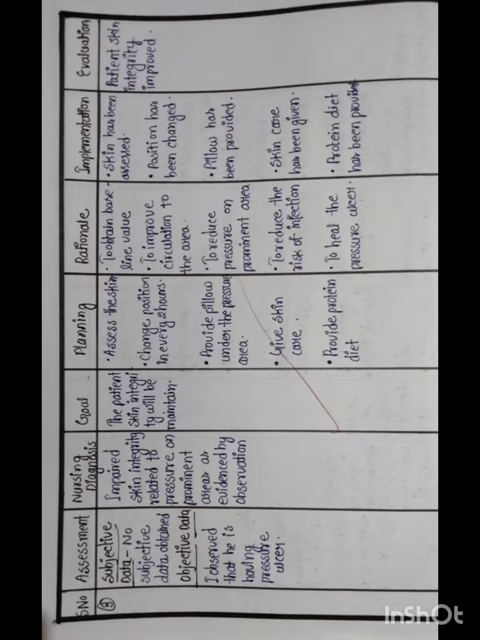 S.No
Assessment
Nursing
Diagnosis
Goal
Planning
Rationale
Implementation
Evaluation
③
Subjective
Data - No
subjective
data obtained
Objective Data
I observed
that he is
having
pressure
ulcer.
Impaired
skin integrity
related to
pressure on
prominent
areas as
evidenced by
observation
The patient
skin integri
ty will be
maintain.
• Assess the skin
• Change position
in every 2 hours.
• Provide pillow
under the pressure
area.
• Give skin
care.
• Provide protein
diet
• To obtain base-
line value
• To improve
circulation to
the area.
• To reduce
pressure on
prominent area
• To reduce the
risk of infection
• To heal the
pressure ulcer.
• Skin has been
assessed.
• Position has
been changed.
• Pillow has
been provided.
• Skin care
has been given.
• Protein diet
has been provided
Patient skin
integrity
improved.
InShOt